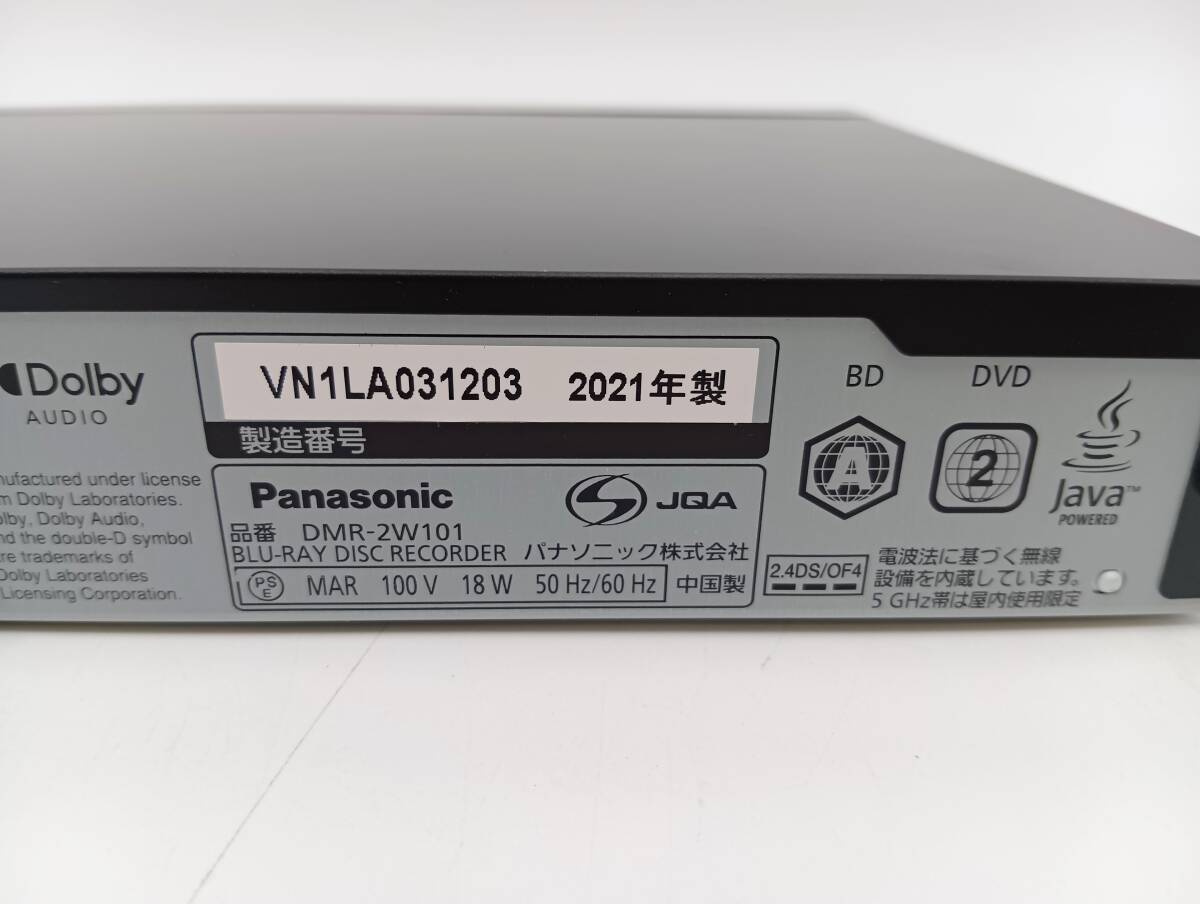 Dolby
AUDIO
nufactured under license
m Dolby Laboratories.
olby, Dolby Audio,
nd the double-D symbol
re trademarks of
Dolby Laboratories
Licensing Corporation.
VN1LA031203 2021年製
製造番号
Panasonic JQA
品番 DMR-2W101
BLU-RAY DISC RECORDER パナソニック株式会社
PSE MAR 100 V 18 W 50 Hz/60 Hz 中国製
BD DVD
A 2
Java™
POWERED
2.4DS/OF4
電波法に基づく無線
設備を内蔵しています。
5 GHz帯は屋内使用限定